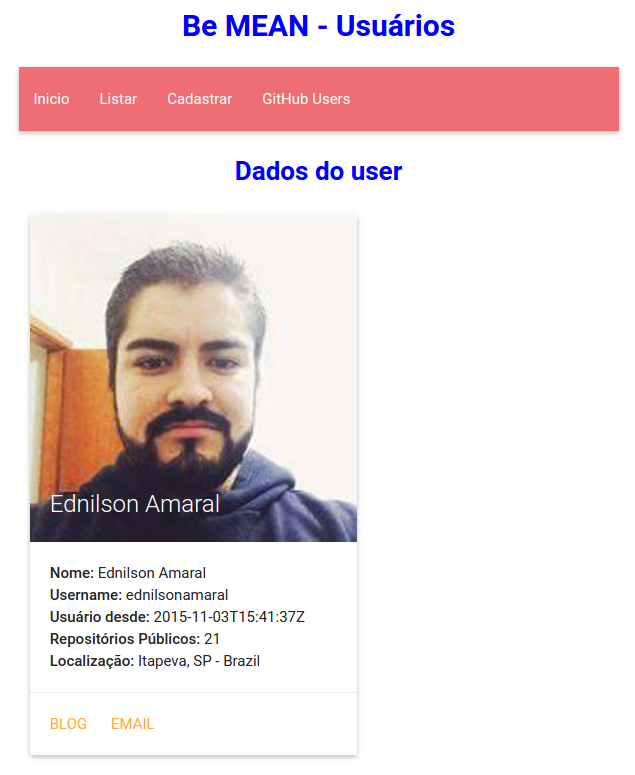 Be MEAN - Usuários
Inicio Listar Cadastrar GitHub Users
Dados do user
Ednilson Amaral
Nome: Ednilson Amaral
Username: ednilsonamaral
Usuário desde: 2015-11-03T15:41:37Z
Repositórios Públicos: 21
Localização: Itapeva, SP - Brazil
BLOG EMAIL